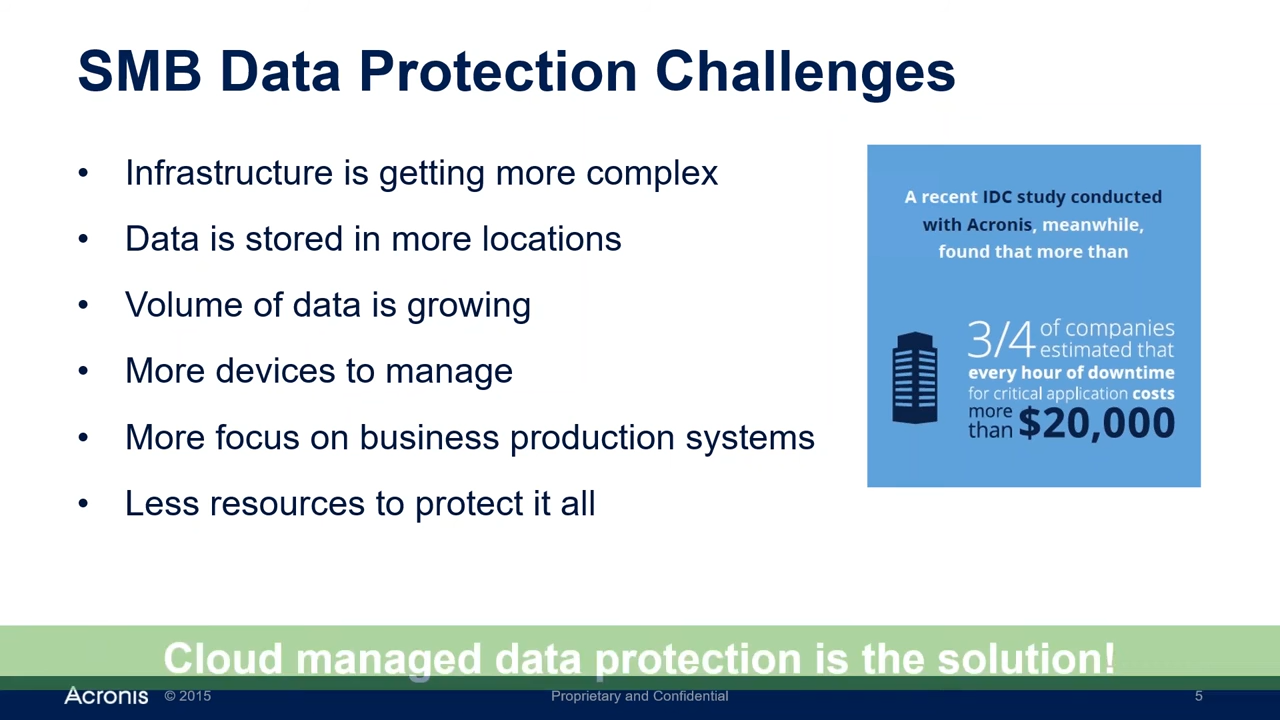 SMB Data Protection Challenges
• Infrastructure is getting more complex
• Data is stored in more locations
• Volume of data is growing
• More devices to manage
• More focus on business production systems
• Less resources to protect it all
A recent IDC study conducted
with Acronis, meanwhile,
found that more than
3/4 of companies
estimated that
every hour of downtime
for critical application costs
more
than $20,000
Cloud managed data protection is the solution!
Acronis © 2015 Proprietary and Confidential 5